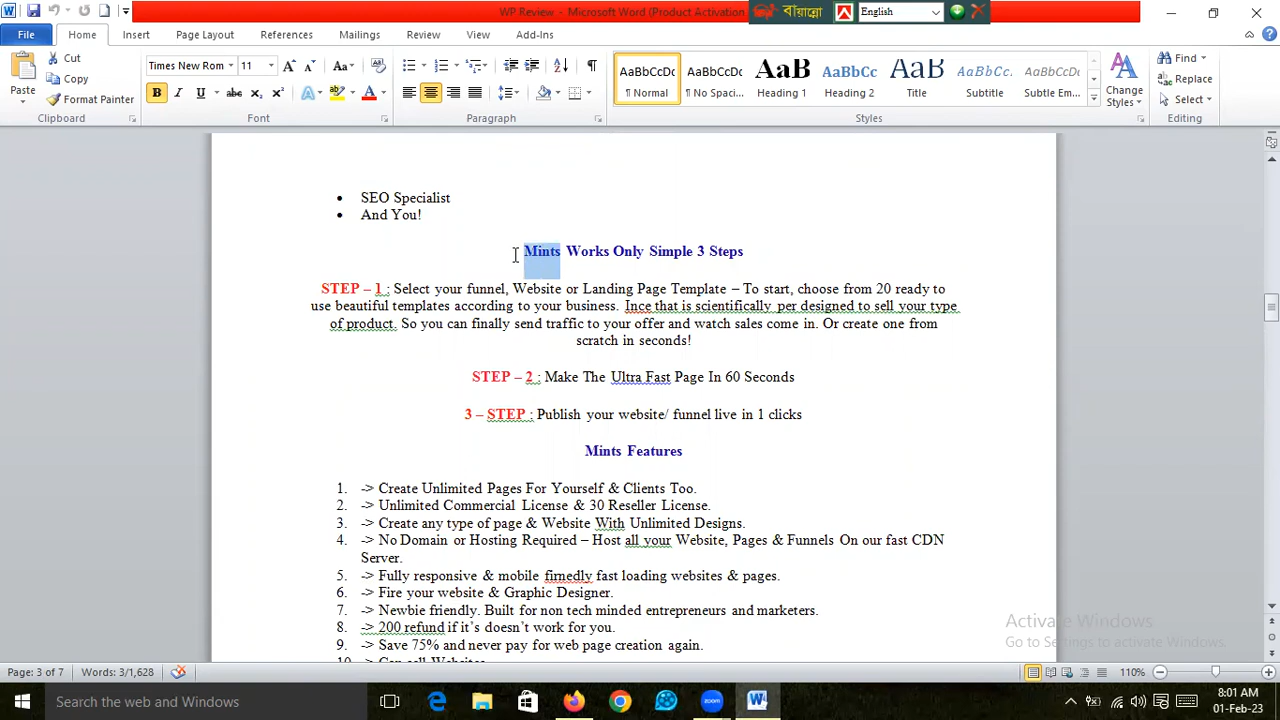 WP Review - Microsoft Word (Product Activation
বায়ান্নো
English
File Home Insert Page Layout References Mailings Review View Add-Ins
Paste
Cut
Copy
Format Painter
Clipboard
Times New Rom 11
Font
Paragraph
AaBbCcDc ¶ Normal
AaBbCcDc ¶ No Spaci...
AaB Heading 1
AaBbCc Heading 2
AaBbC Title
AaBbCc. Subtitle
AaBbCcDc Subtle Em...
Change Styles
Styles
Find
Replace
Select
Editing
• SEO Specialist
• And You!
Mints Works Only Simple 3 Steps
STEP – 1 : Select your funnel, Website or Landing Page Template – To start, choose from 20 ready to
use beautiful templates according to your business. Ince that is scientifically per designed to sell your type
of product. So you can finally send traffic to your offer and watch sales come in. Or create one from
scratch in seconds!
STEP – 2 : Make The Ultra Fast Page In 60 Seconds
3 – STEP : Publish your website/ funnel live in 1 clicks
Mints Features
1. -> Create Unlimited Pages For Yourself & Clients Too.
2. -> Unlimited Commercial License & 30 Reseller License.
3. -> Create any type of page & Website With Unlimited Designs.
4. -> No Domain or Hosting Required – Host all your Website, Pages & Funnels On our fast CDN
Server.
5. -> Fully responsive & mobile firnedly fast loading websites & pages.
6. -> Fire your website & Graphic Designer.
7. -> Newbie friendly. Built for non tech minded entrepreneurs and marketers.
8. -> 200 refund if it's doesn't work for you.
9. -> Save 75% and never pay for web page creation again.
Activate Windows
Go to Settings to activate Windows.
Page: 3 of 7 Words: 3/1,628 110%
Search the web and Windows
zoom
8:01 AM
01-Feb-23